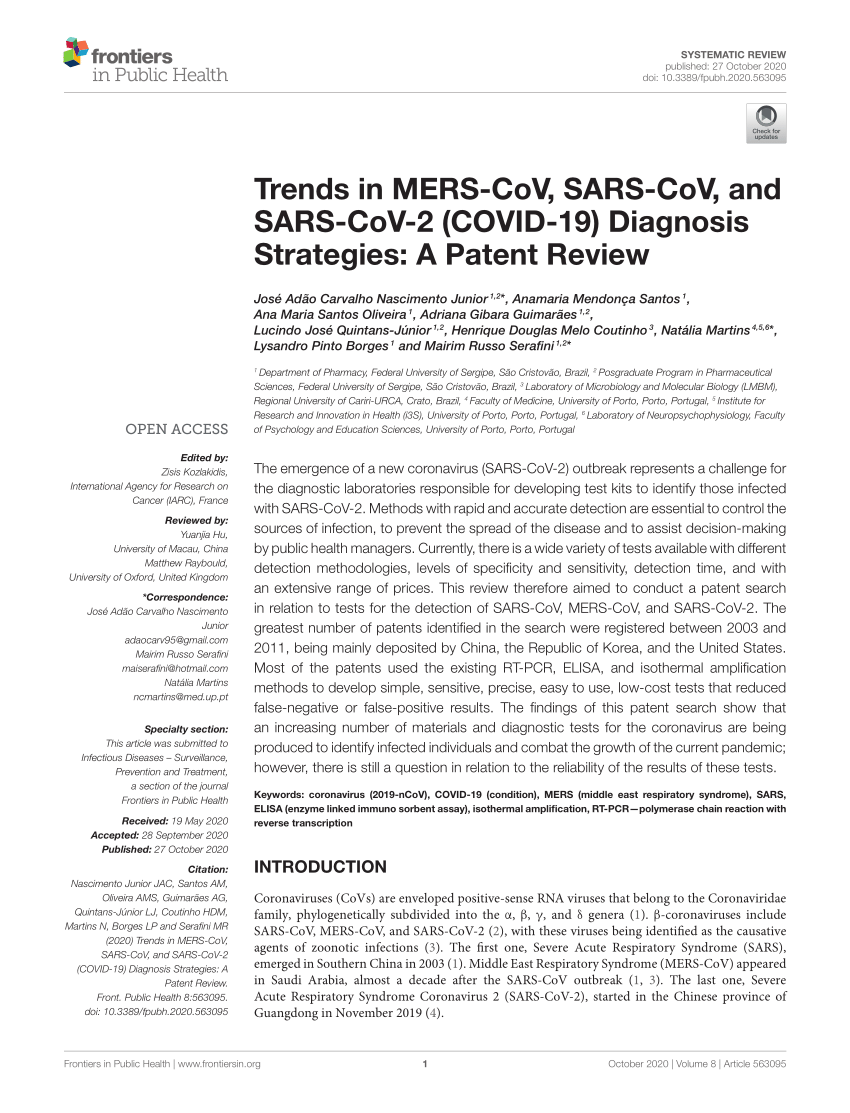 frontiers
in Public Health
SYSTEMATIC REVIEW
published: 27 October 2020
doi: 10.3389/fpubh.2020.563095
Check for
updates
Trends in MERS-CoV, SARS-CoV, and
SARS-CoV-2 (COVID-19) Diagnosis
Strategies: A Patent Review
José Adão Carvalho Nascimento Junior 1,2*, Anamaria Mendonça Santos 1,
Ana Maria Santos Oliveira 1, Adriana Gibara Guimarães 1,2,
Lucindo José Quintans-Júnior 1,2, Henrique Douglas Melo Coutinho 3, Natália Martins 4,5,6*,
Lysandro Pinto Borges 1 and Mairim Russo Serafini 1,2*
1 Department of Pharmacy, Federal University of Sergipe, São Cristovão, Brazil, 2 Posgraduate Program in Pharmaceutical
Sciences, Federal University of Sergipe, São Cristovão, Brazil, 3 Laboratory of Microbiology and Molecular Biology (LMBM),
Regional University of Cariri-URCA, Crato, Brazil, 4 Faculty of Medicine, University of Porto, Porto, Portugal, 5 Institute for
Research and Innovation in Health (i3S), University of Porto, Porto, Portugal, 6 Laboratory of Neuropsychophysiology, Faculty
of Psychology and Education Sciences, University of Porto, Porto, Portugal
OPEN ACCESS
Edited by:
Zisis Kozlakidis,
International Agency for Research on
Cancer (IARC), France
Reviewed by:
Yuanjia Hu,
University of Macau, China
Matthew Raybould,
University of Oxford, United Kingdom
*Correspondence:
José Adão Carvalho Nascimento
Junior
adaocarv95@gmail.com
Mairim Russo Serafini
maiserafini@hotmail.com
Natália Martins
ncmartins@med.up.pt
Specialty section:
This article was submitted to
Infectious Diseases – Surveillance,
Prevention and Treatment,
a section of the journal
Frontiers in Public Health
Received: 19 May 2020
Accepted: 28 September 2020
Published: 27 October 2020
Citation:
Nascimento Junior JAC, Santos AM,
Oliveira AMS, Guimarães AG,
Quintans-Júnior LJ, Coutinho HDM,
Martins N, Borges LP and Serafini MR
(2020) Trends in MERS-CoV,
SARS-CoV, and SARS-CoV-2
(COVID-19) Diagnosis Strategies: A
Patent Review.
Front. Public Health 8:563095.
doi: 10.3389/fpubh.2020.563095
The emergence of a new coronavirus (SARS-CoV-2) outbreak represents a challenge for
the diagnostic laboratories responsible for developing test kits to identify those infected
with SARS-CoV-2. Methods with rapid and accurate detection are essential to control the
sources of infection, to prevent the spread of the disease and to assist decision-making
by public health managers. Currently, there is a wide variety of tests available with different
detection methodologies, levels of specificity and sensitivity, detection time, and with
an extensive range of prices. This review therefore aimed to conduct a patent search
in relation to tests for the detection of SARS-CoV, MERS-CoV, and SARS-CoV-2. The
greatest number of patents identified in the search were registered between 2003 and
2011, being mainly deposited by China, the Republic of Korea, and the United States.
Most of the patents used the existing RT-PCR, ELISA, and isothermal amplification
methods to develop simple, sensitive, precise, easy to use, low-cost tests that reduced
false-negative or false-positive results. The findings of this patent search show that
an increasing number of materials and diagnostic tests for the coronavirus are being
produced to identify infected individuals and combat the growth of the current pandemic;
however, there is still a question in relation to the reliability of the results of these tests.
Keywords: coronavirus (2019-nCoV), COVID-19 (condition), MERS (middle east respiratory syndrome), SARS,
ELISA (enzyme linked immuno sorbent assay), isothermal amplification, RT-PCR—polymerase chain reaction with
reverse transcription
INTRODUCTION
Coronaviruses (CoVs) are enveloped positive-sense RNA viruses that belong to the Coronaviridae
family, phylogenetically subdivided into the α, β, γ, and δ genera (1). β-coronaviruses include
SARS-CoV, MERS-CoV, and SARS-CoV-2 (2), with these viruses being identified as the causative
agents of zoonotic infections (3). The first one, Severe Acute Respiratory Syndrome (SARS),
emerged in Southern China in 2003 (1). Middle East Respiratory Syndrome (MERS-CoV) appeared
in Saudi Arabia, almost a decade after the SARS-CoV outbreak (1, 3). The last one, Severe
Acute Respiratory Syndrome Coronavirus 2 (SARS-CoV-2), started in the Chinese province of
Guangdong in November 2019 (4).
Frontiers in Public Health | www.frontiersin.org
1
October 2020 | Volume 8 | Article 563095